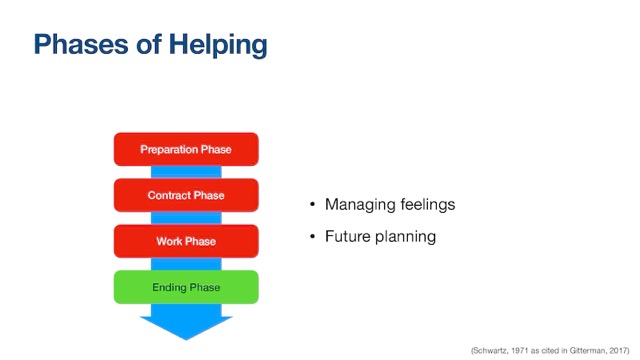 Phases of Helping
Preparation Phase
Contract Phase
Work Phase
Ending Phase
• Managing feelings
• Future planning
(Schwartz, 1971 as cited in Gitterman, 2017)